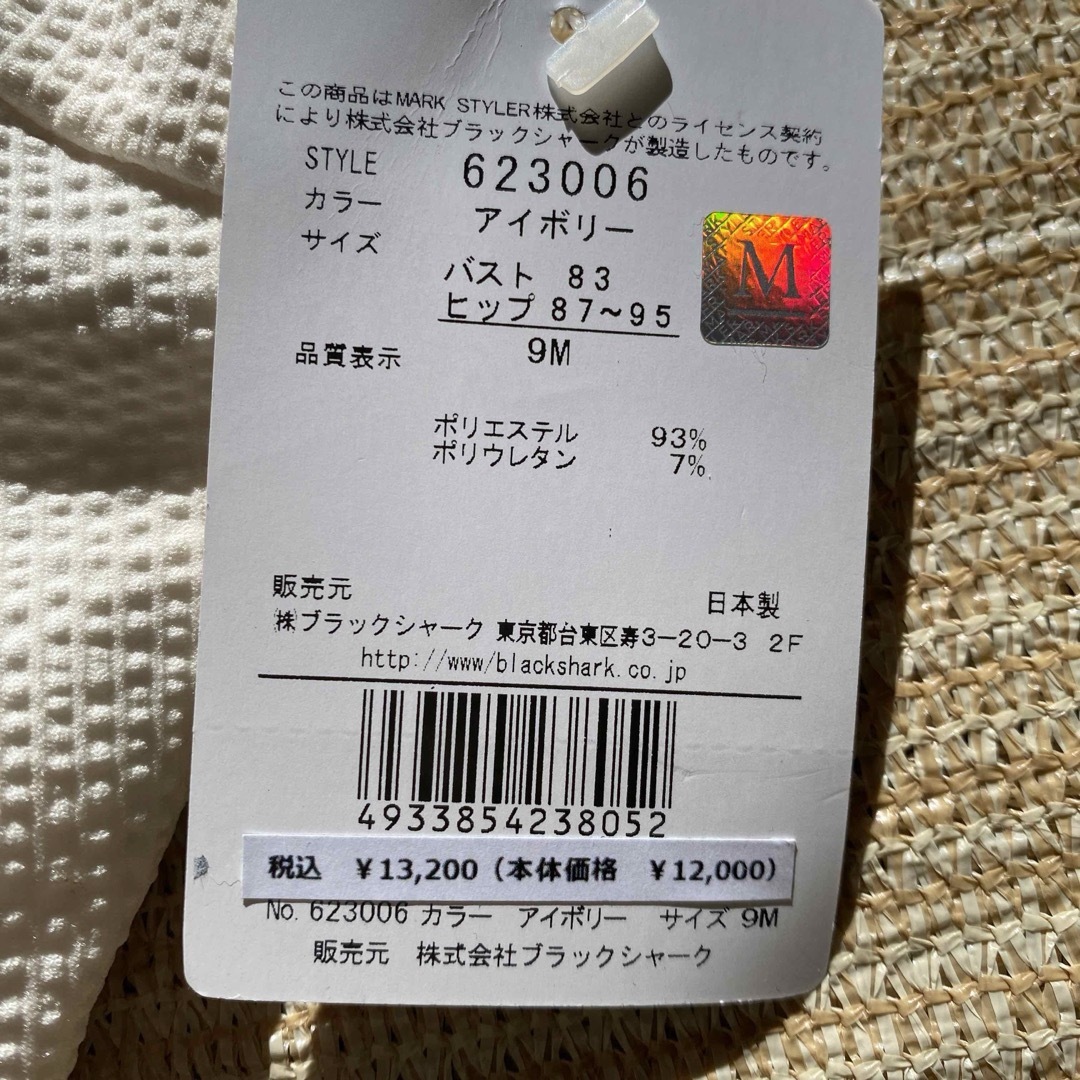 この商品はMARK STYLER株式会社とのライセンス契約
により株式会社ブラックシャークが製造したものです。
STYLE 623006
カラー アイボリー
サイズ
バスト 83
ヒップ 87~95
M
品質表示 9M
ポリエステル 93%
ポリウレタン 7%
販売元 日本製
㈱ブラックシャーク 東京都台東区寿3-20-3 2F
http://www/blackshark.co.jp
4933854238052
税込 ¥13,200(本体価格 ¥12,000)
No. 623006 カラー アイボリー サイズ 9M
販売元 株式会社ブラックシャーク